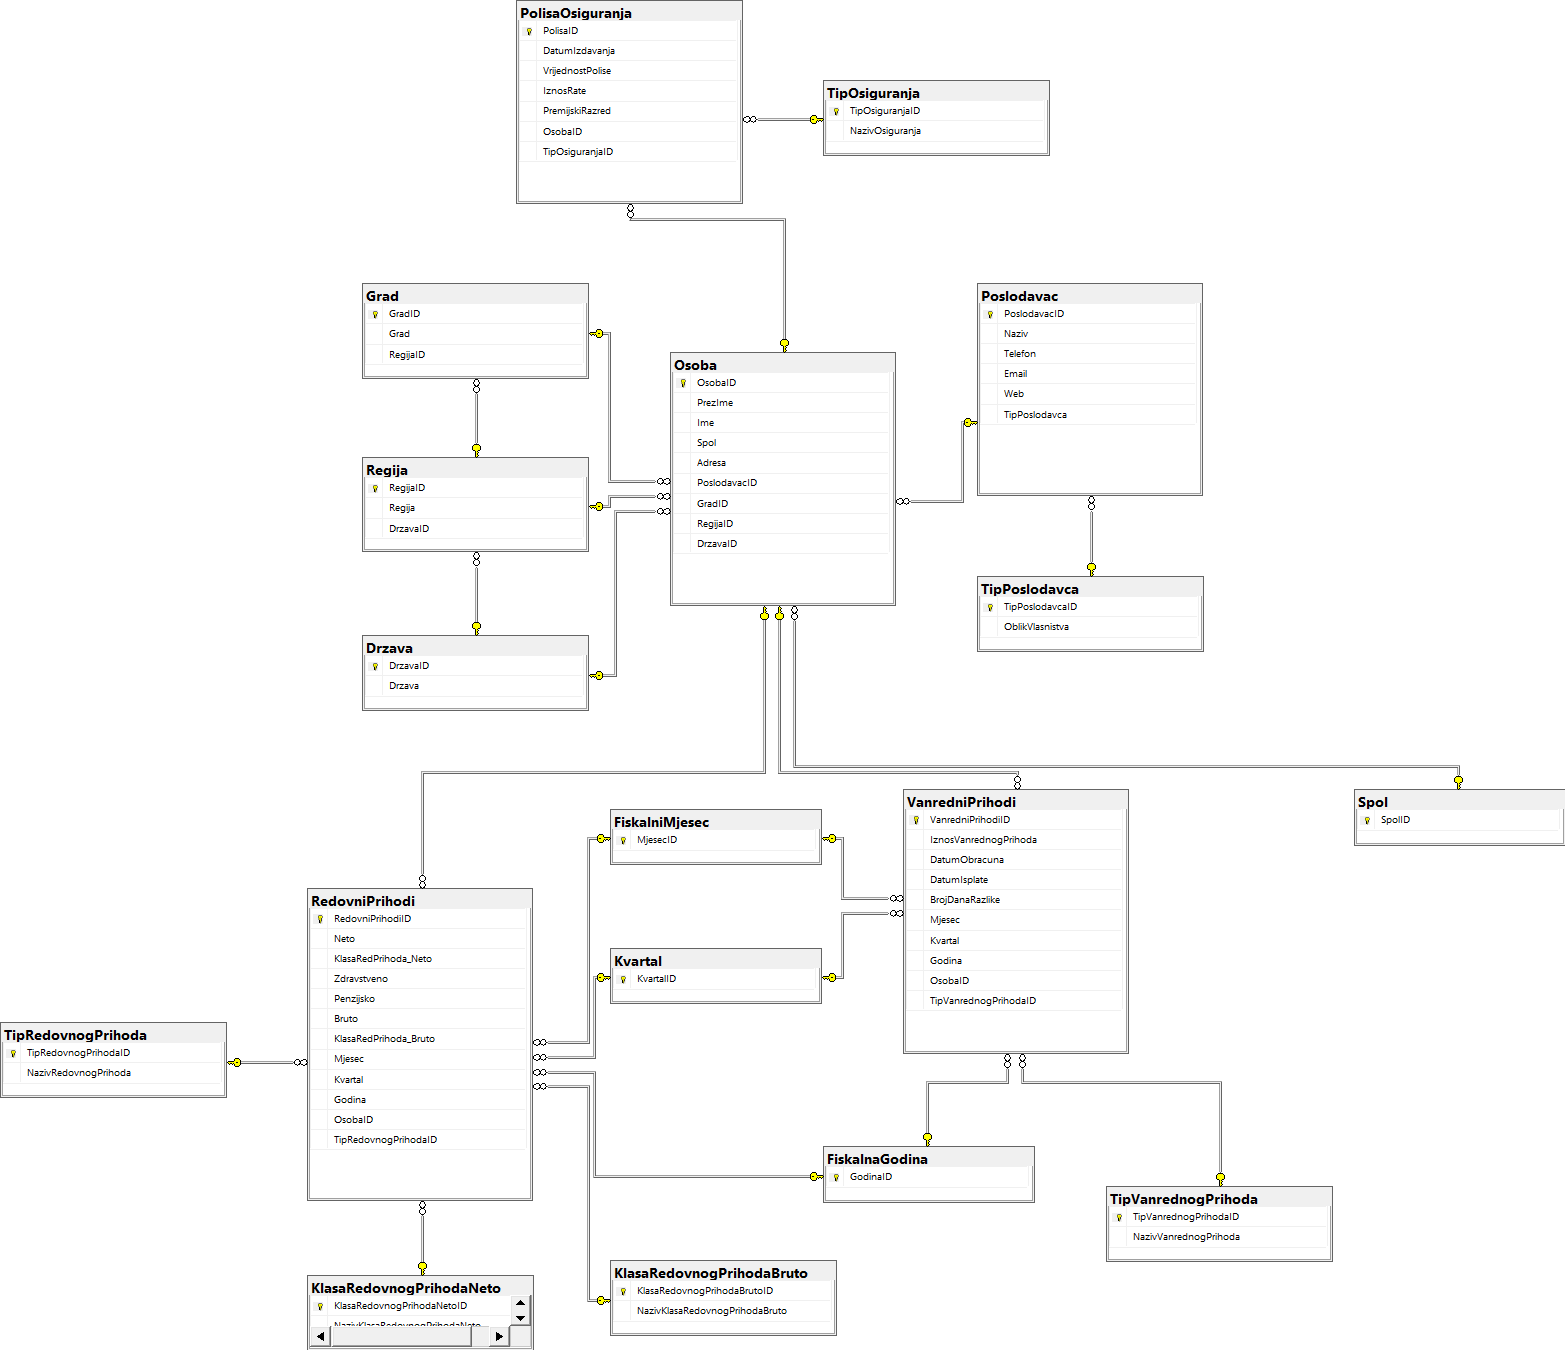 PolisaOsiguranja
PolisaID
DatumIzdavanja
VrijednostPolise
IznosRate
PremijskiRazred
OsobaID
TipOsiguranjaID
TipOsiguranja
TipOsiguranjaID
NazivOsiguranja
Grad
GradID
Grad
RegijaID
Poslodavac
PoslodavacID
Naziv
Telefon
Email
Web
TipPoslodavca
Osoba
OsobaID
PrezIme
Ime
Spol
Adresa
PoslodavacID
GradID
RegijaID
DrzavaID
Regija
RegijaID
Regija
DrzavaID
TipPoslodavca
TipPoslodavcaID
OblikVlasnistva
Drzava
DrzavaID
Drzava
FiskalniMjesec
MjesecID
VanredniPrihodi
VanredniPrihodiID
IznosVanrednogPrihoda
DatumObracuna
DatumIsplate
BrojDanaRazlike
Mjesec
Kvartal
Godina
OsobaID
TipVanrednogPrihodaID
Spol
SpolID
RedovniPrihodi
RedovniPrihodiID
Neto
KlasaRedPrihoda_Neto
Zdravstveno
Penzijsko
Bruto
KlasaRedPrihoda_Bruto
Mjesec
Kvartal
Godina
OsobaID
TipRedovnogPrihodaID
Kvartal
KvartalID
TipRedovnogPrihoda
TipRedovnogPrihodaID
NazivRedovnogPrihoda
FiskalnaGodina
GodinaID
TipVanrednogPrihoda
TipVanrednogPrihodaID
NazivVanrednogPrihoda
KlasaRedovnogPrihodaNeto
KlasaRedovnogPrihodaNetoID
NazivKlasaRedovnogPrihodaNeto
KlasaRedovnogPrihodaBruto
KlasaRedovnogPrihodaBrutoID
NazivKlasaRedovnogPrihodaBruto